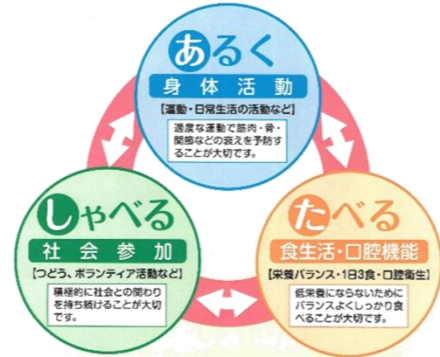 あるく
身体活動
【運動・日常生活の活動など】
適度な運動で筋肉・骨・
関節などの衰えを予防す
ることが大切です。
しゃべる
社会参加
【つどう、ボランティア活動など】
積極的に社会との関わり
を持ち続けることが大切
です。
たべる
食生活・口腔機能
【栄養バランス・1日3食・口腔衛生】
低栄養にならないために
バランスよくしっかり食
べることが大切です。